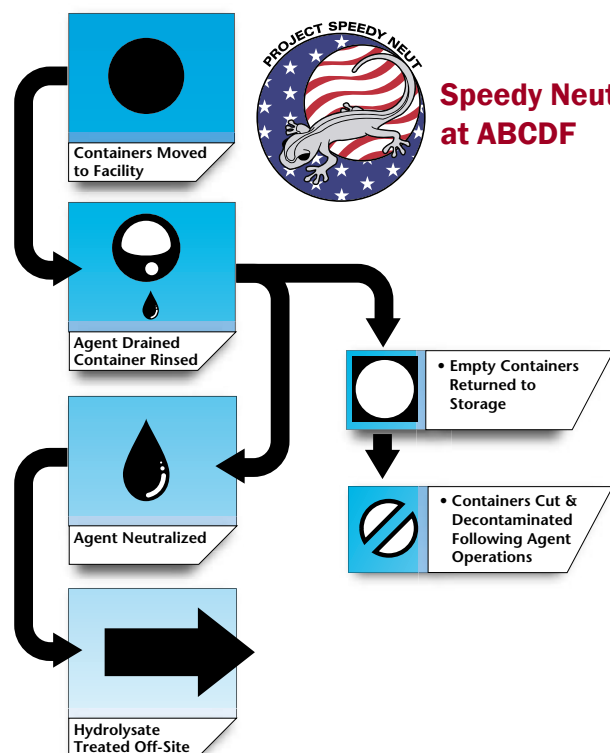 PROJECT SPEEDY NEUT
Speedy Neut
at ABCDF
Containers Moved
to Facility
Agent Drained
Container Rinsed
• Empty Containers
Returned to
Storage
Agent Neutralized
• Containers Cut &
Decontaminated
Following Agent
Operations
Hydrolysate
Treated Off-Site